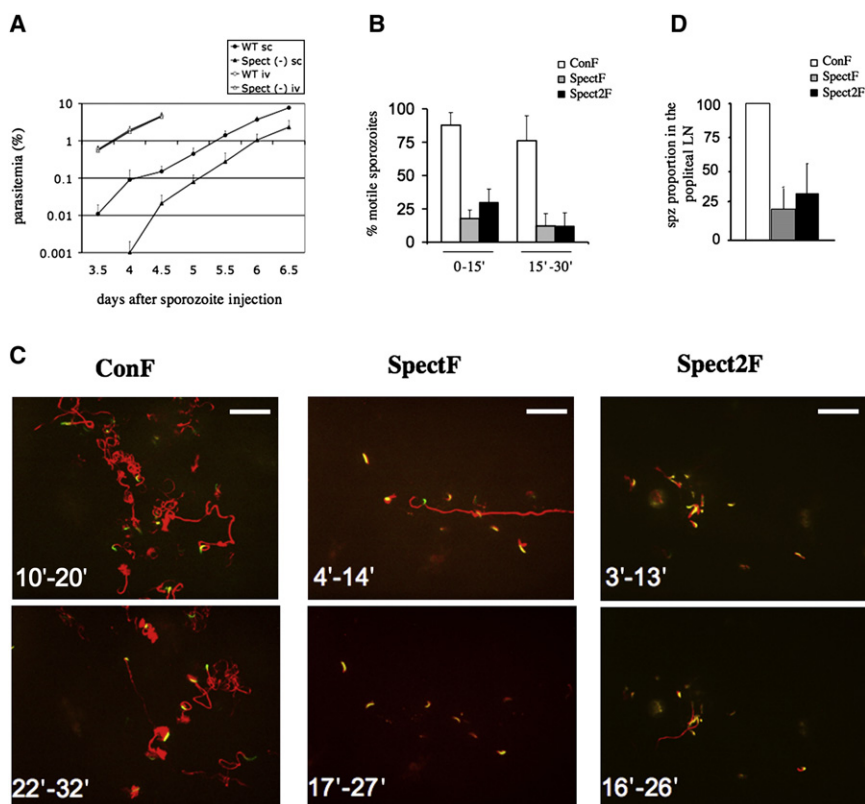 A
WT sc
Spect (-) sc
WT iv
Spect (-) iv
parasitemia (%)
10
1
0.1
0.01
0.001
3.5 4 4.5 5 5.5 6 6.5
days after sporozoite injection
B
ConF
SpectF
Spect2F
% motile sporozoites
100
75
50
25
0
0-15'
15'-30'
D
ConF
SpectF
Spect2F
spz proportion in the
popliteal LN
100
75
50
25
0
C
ConF
SpectF
Spect2F
10'-20'
4'-14'
3'-13'
22'-32'
17'-27'
16'-26'